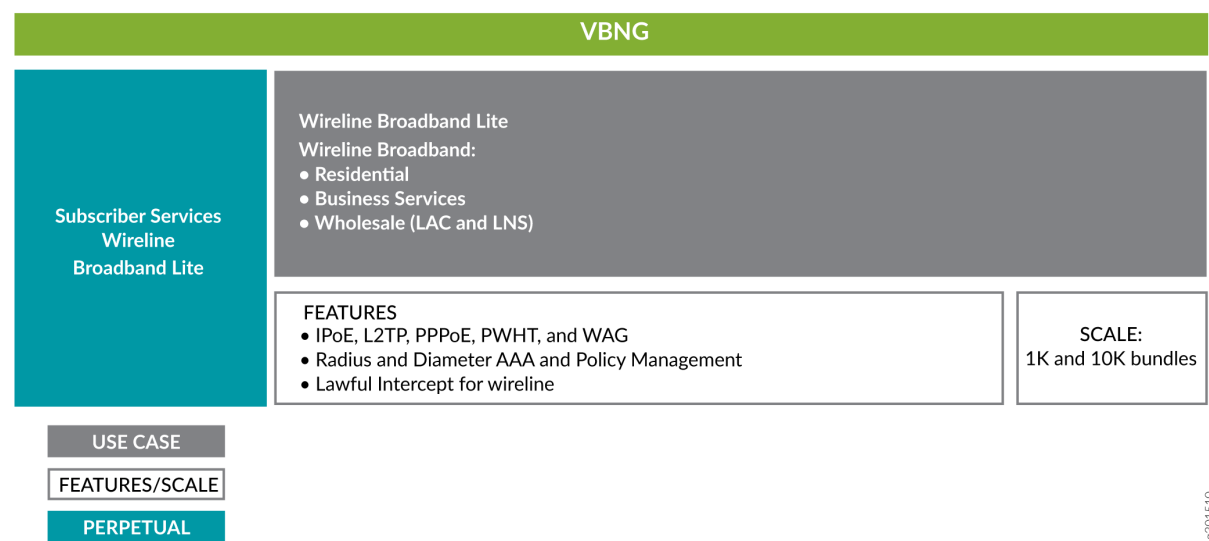 VBNG
Subscriber Services
Wireline
Broadband Lite
Wireline Broadband Lite
Wireline Broadband:
• Residential
• Business Services
• Wholesale (LAC and LNS)
FEATURES
• IPoE, L2TP, PPPoE, PWHT, and WAG
• Radius and Diameter AAA and Policy Management
• Lawful Intercept for wireline
SCALE:
1K and 10K bundles
USE CASE
FEATURES/SCALE
PERPETUAL